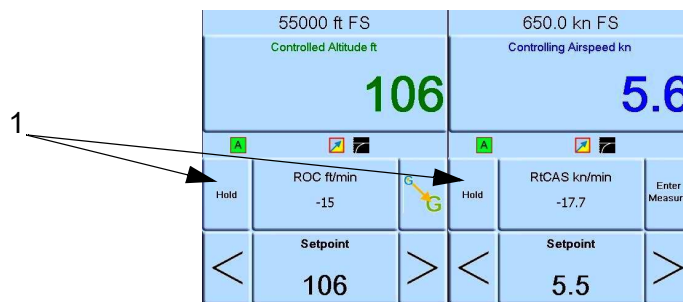 55000 ft FS
650.0 kn FS
Controlled Altitude ft
Controlling Airspeed kn
106
5.6
1
A
A
Hold
ROC ft/min
-15
G
G
Hold
RtCAS kn/min
-17.7
Enter
Measur
<
Setpoint
106
>
<
Setpoint
5.5
>